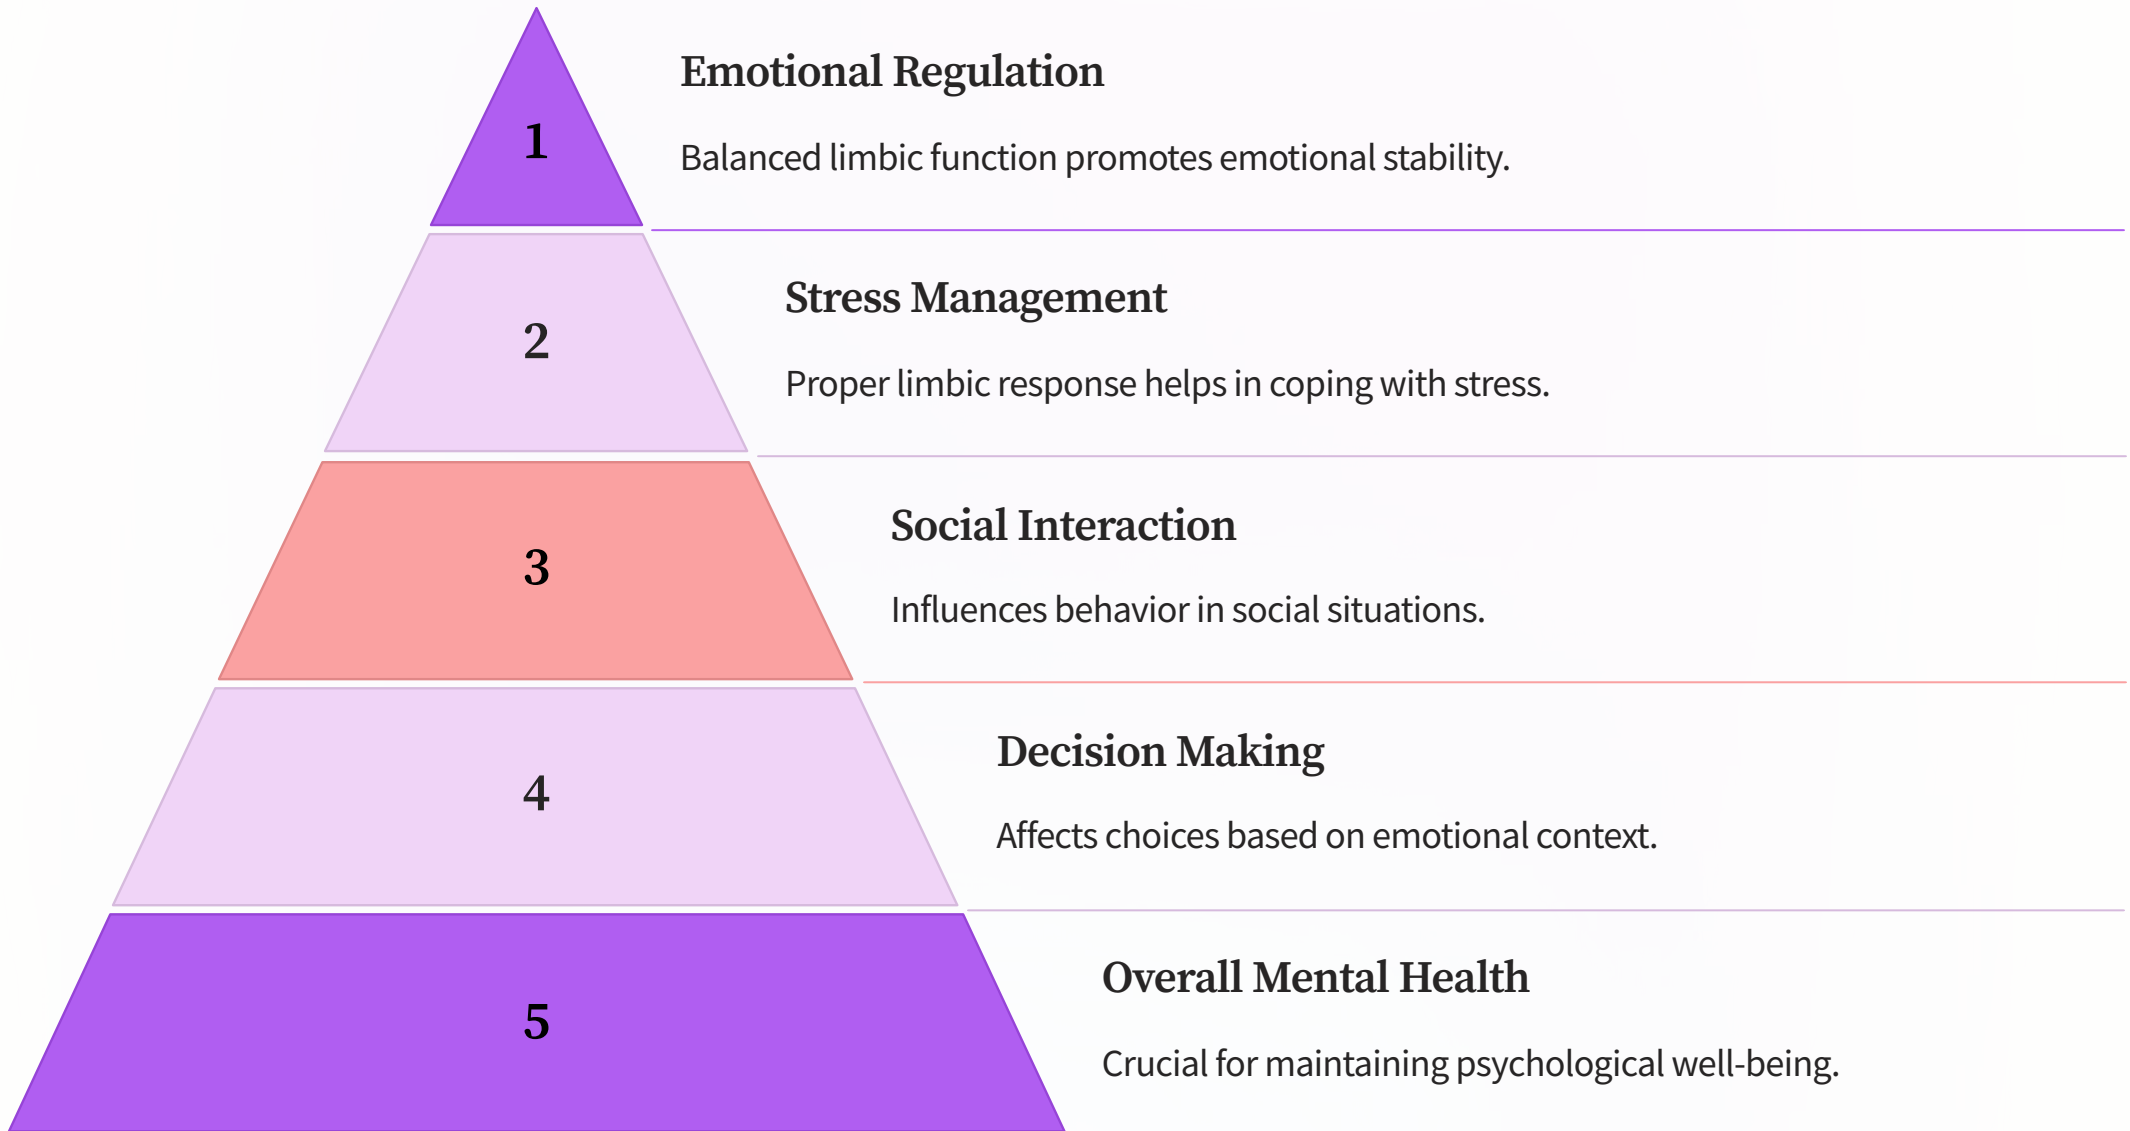 1
Emotional Regulation
Balanced limbic function promotes emotional stability.
2
Stress Management
Proper limbic response helps in coping with stress.
3
Social Interaction
Influences behavior in social situations.
4
Decision Making
Affects choices based on emotional context.
5
Overall Mental Health
Crucial for maintaining psychological well-being.